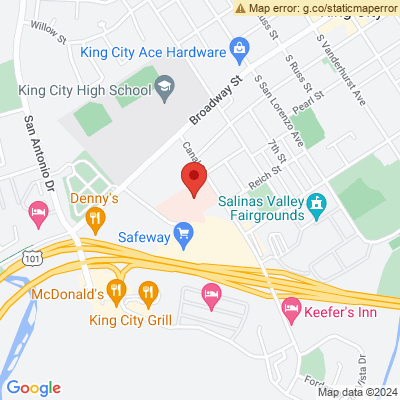 Map error: g.co/staticmaperror
King City
Willow St
King City Ace Hardware
S Russ St
S Russ St
S Vanderhurst Ave
King City High School
Broadway St
S San Lorenzo Ave
Pearl St
San Antonio Dr
Canal
7th St
Reich St
Denny's
Salinas Valley
Fairgrounds
Safeway
101
McDonald's
King City Grill
Keefer's Inn
Vista Dr
Ford
Google
Map data ©2024